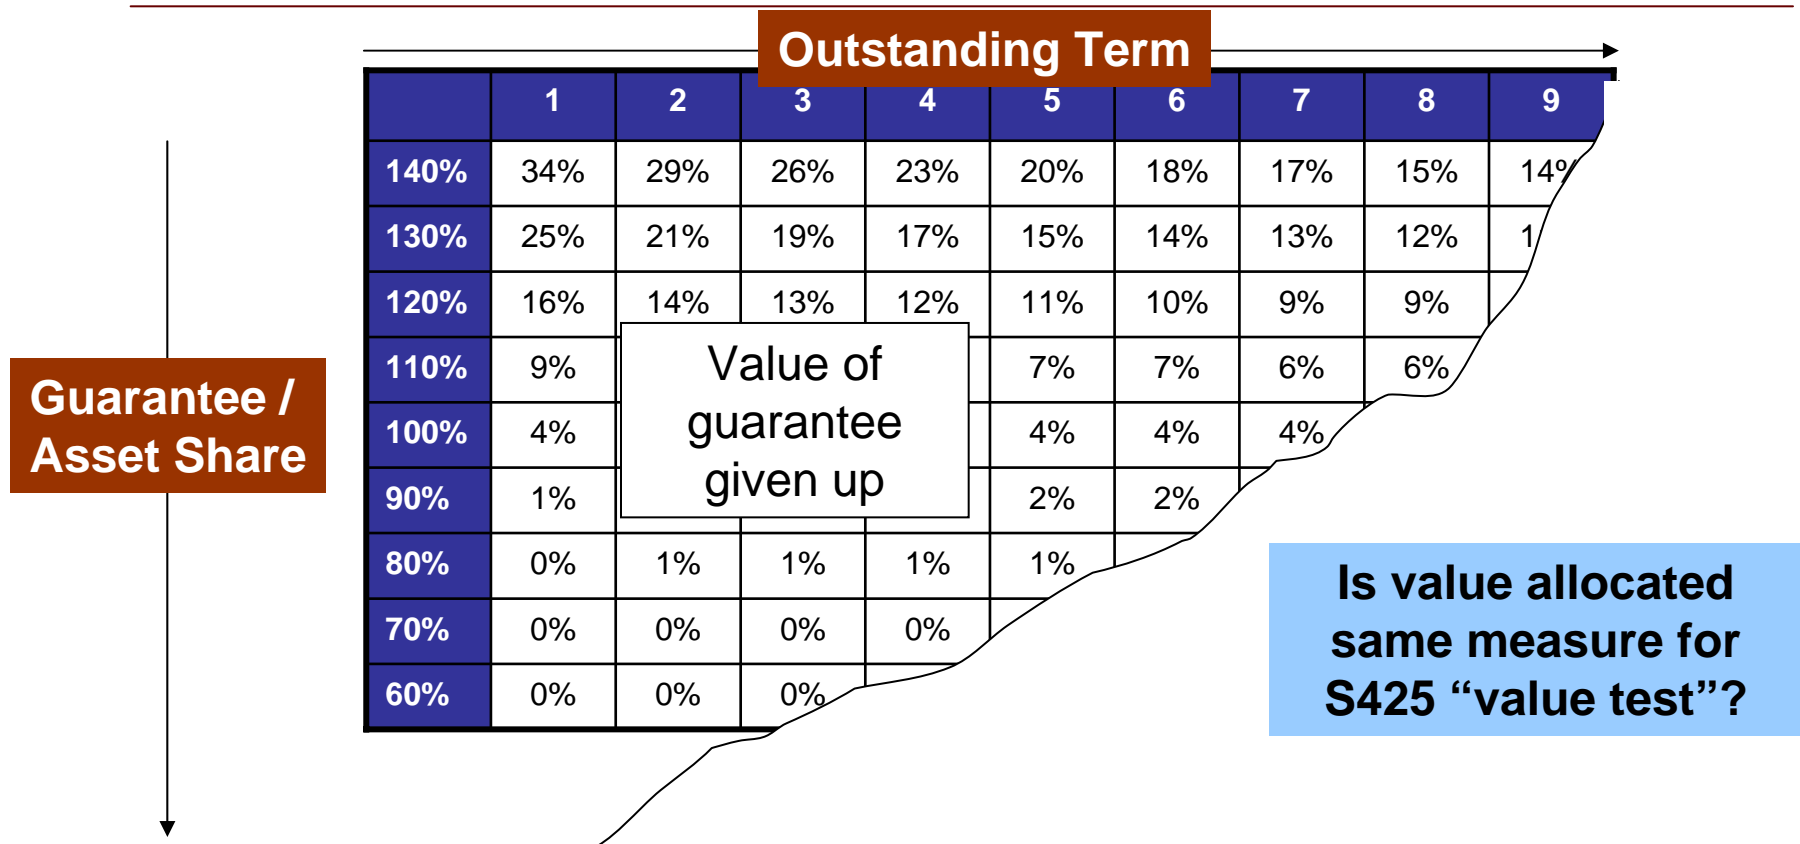 Outstanding Term
1 2 3 4 5 6 7 8 9
140% 34% 29% 26% 23% 20% 18% 17% 15% 14%
130% 25% 21% 19% 17% 15% 14% 13% 12% 1
120% 16% 14% 13% 12% 11% 10% 9% 9%
110% 9% 7% 7% 6% 6%
100% 4% 4% 4% 4%
90% 1% 2% 2%
80% 0% 1% 1% 1% 1%
70% 0% 0% 0% 0%
60% 0% 0% 0%
Value of
guarantee
given up
Guarantee /
Asset Share
Is value allocated
same measure for
S425 “value test”?